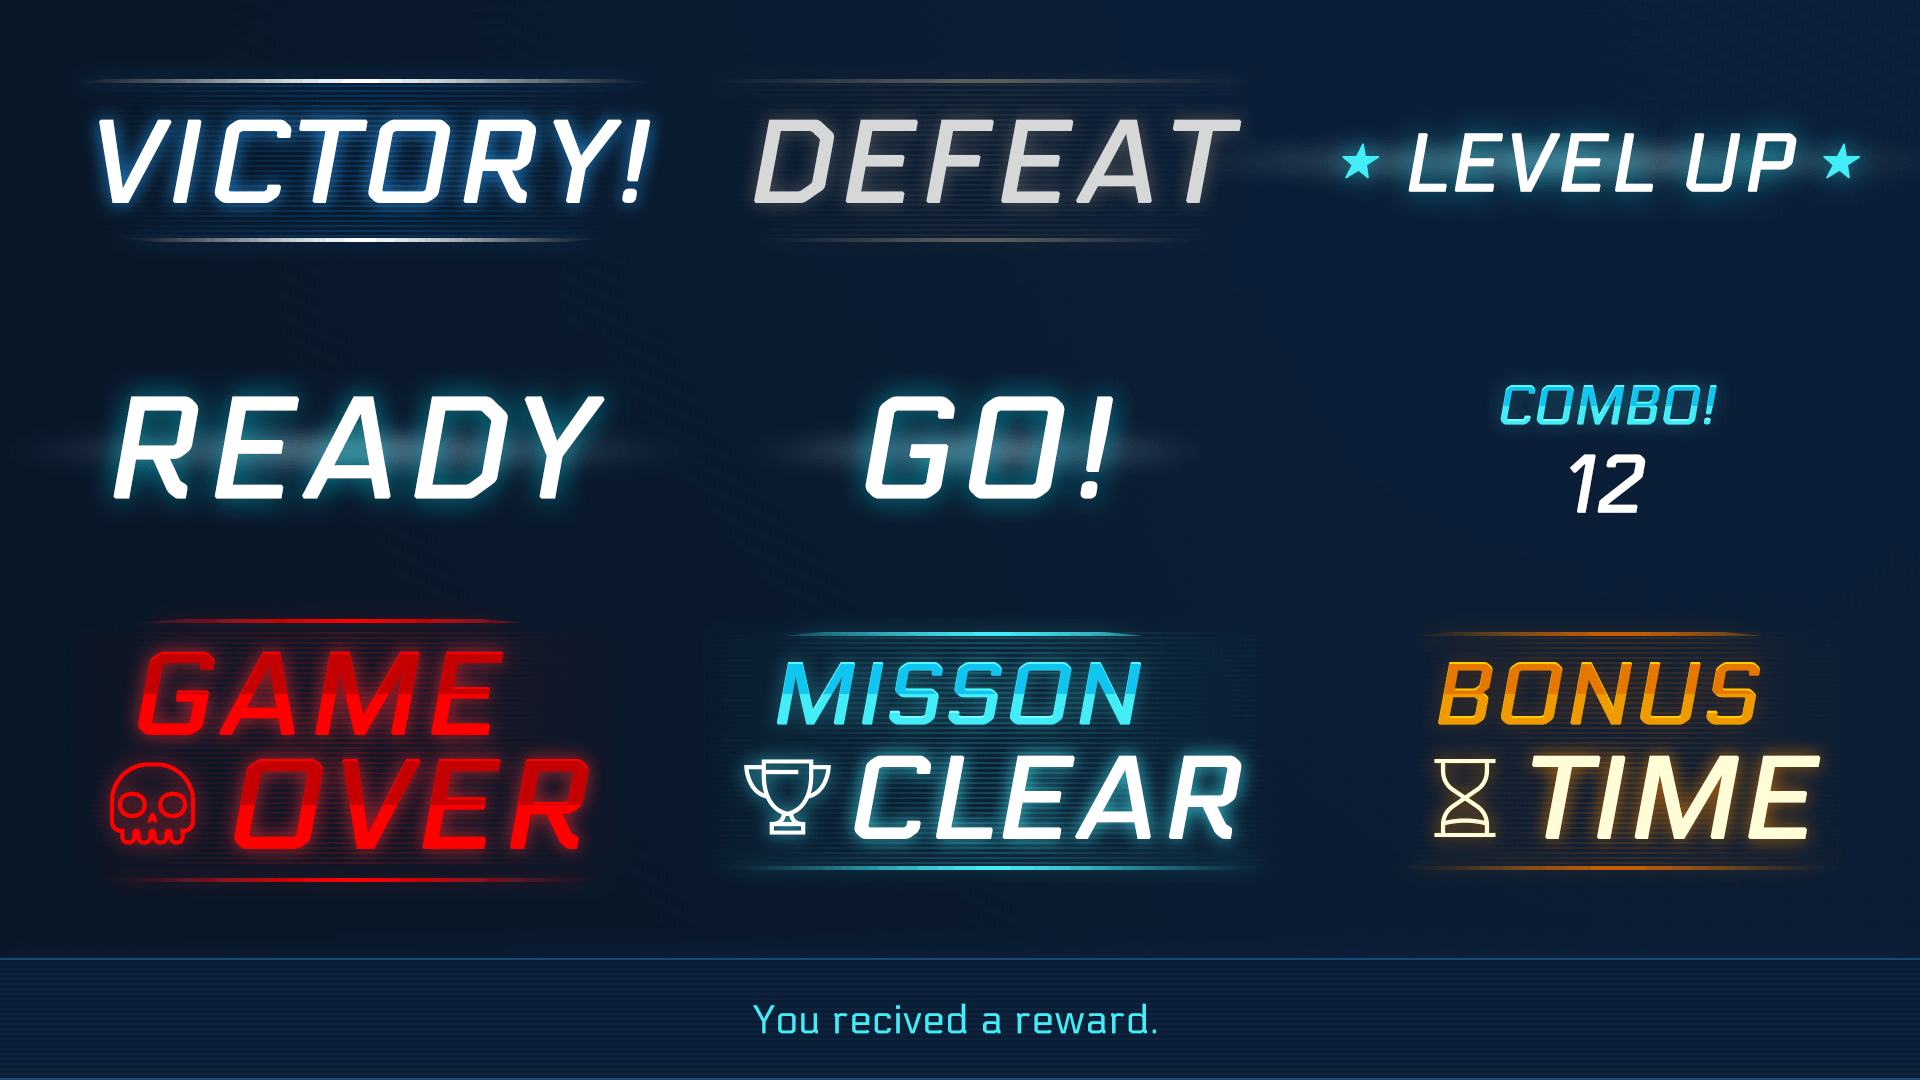 VICTORY!
DEFEAT
LEVEL UP
READY
GO!
COMBO!
12
GAME
OVER
MISSON
CLEAR
BONUS
TIME
You recived a reward.